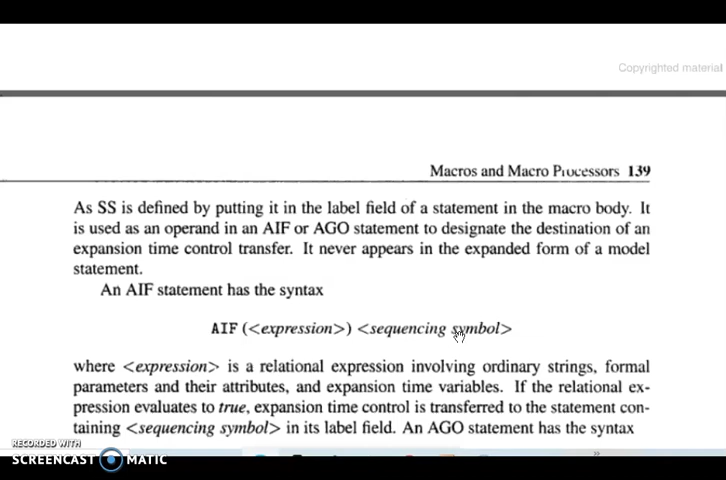 Copyrighted material
Macros and Macro Processors 139
As SS is defined by putting it in the label field of a statement in the macro body. It
is used as an operand in an AIF or AGO statement to designate the destination of an
expansion time control transfer. It never appears in the expanded form of a model
statement.
An AIF statement has the syntax
AIF (<expression>) <sequencing symbol>
where <expression> is a relational expression involving ordinary strings, formal
parameters and their attributes, and expansion time variables. If the relational ex-
pression evaluates to true, expansion time control is transferred to the statement con-
taining <sequencing symbol> in its label field. An AGO statement has the syntax
RECORDED WITH
SCREENCAST MATIC